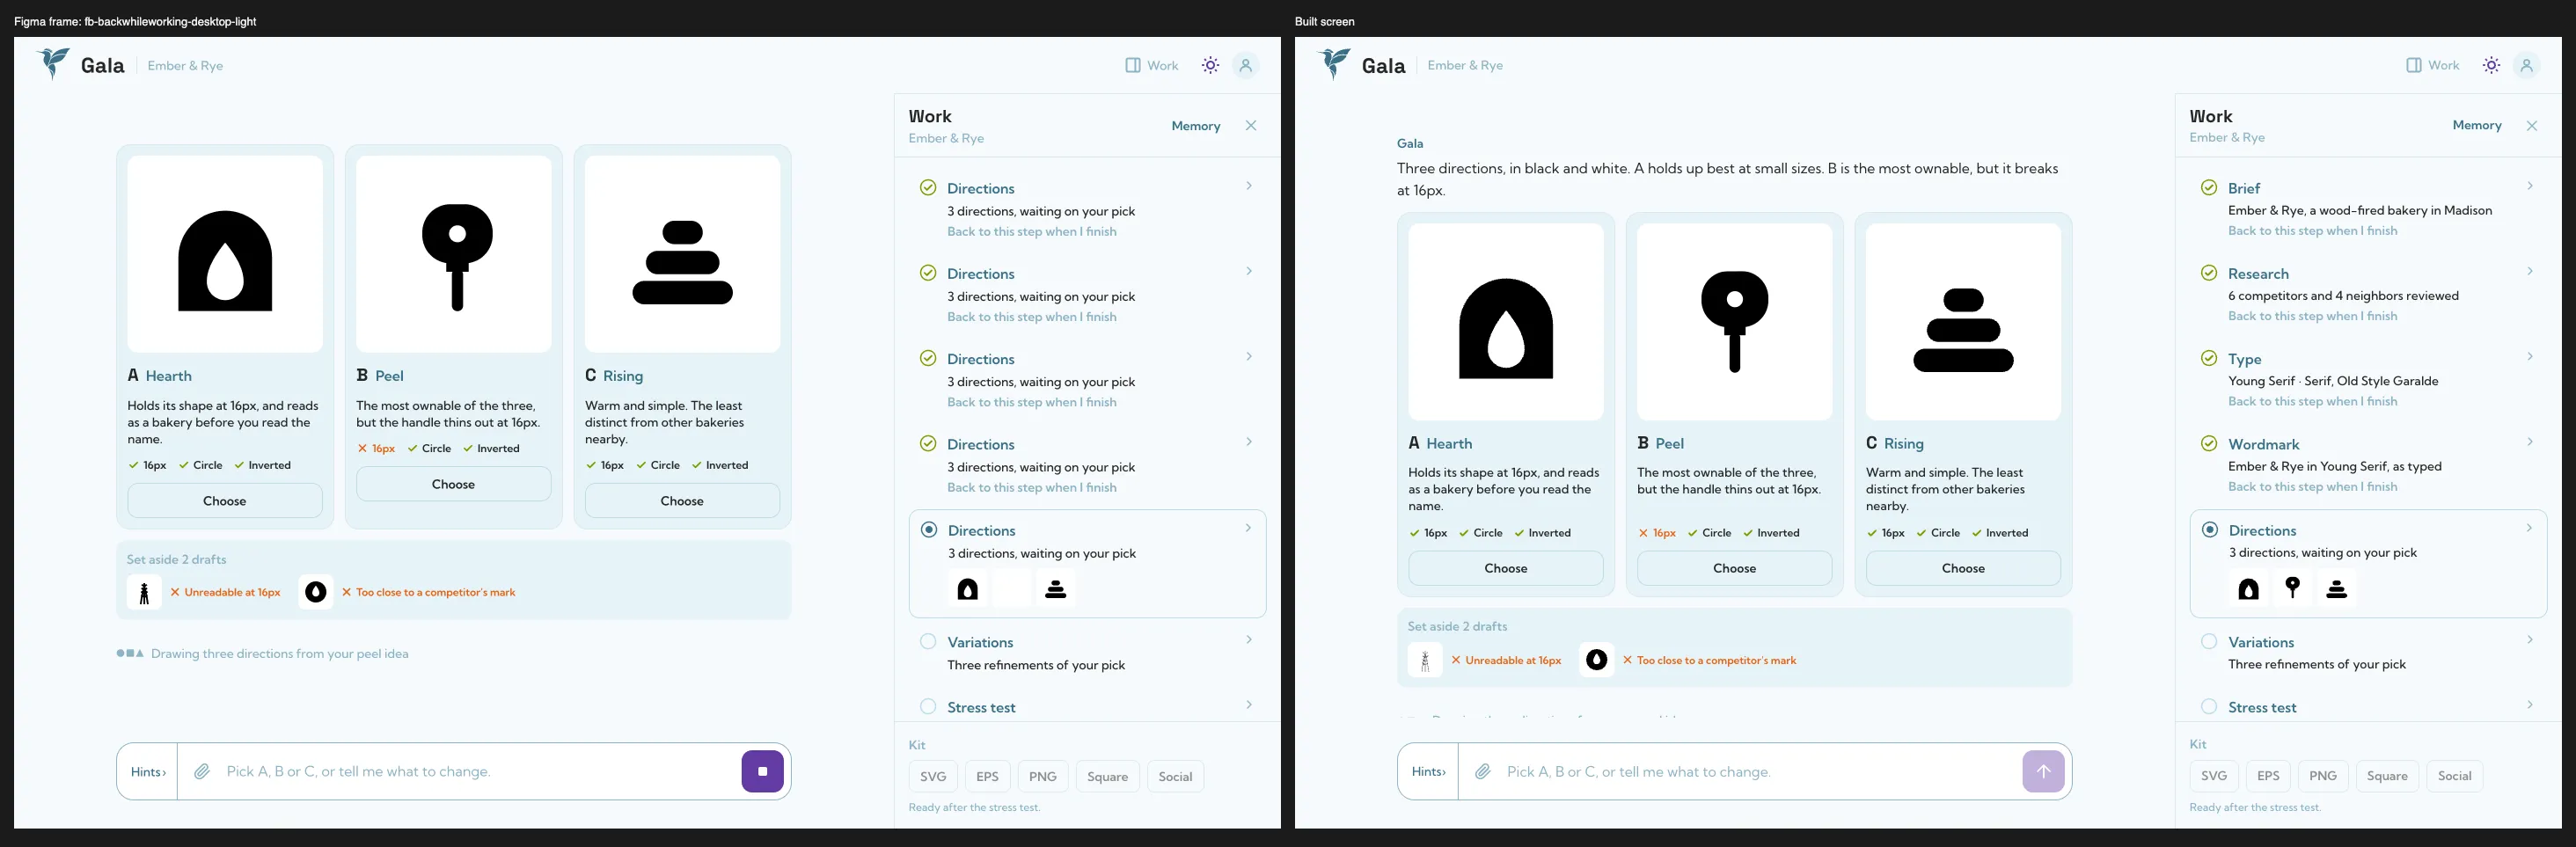 Figma frame: fb-backwhileworking-desktop-light
Gala
Ember & Rye
Work
Work
Ember & Rye
Memory
A Hearth
Holds its shape at 16px, and reads
as a bakery before you read the
name.
16px Circle Inverted
Choose
B Peel
The most ownable of the three,
but the handle thins out at 16px.
16px Circle Inverted
Choose
C Rising
Warm and simple. The least
distinct from other bakeries
nearby.
16px Circle Inverted
Choose
Set aside 2 drafts
Unreadable at 16px
Too close to a competitor's mark
Drawing three directions from your peel idea
Hints›
Pick A, B or C, or tell me what to change.
Directions
3 directions, waiting on your pick
Back to this step when I finish
Directions
3 directions, waiting on your pick
Back to this step when I finish
Directions
3 directions, waiting on your pick
Back to this step when I finish
Directions
3 directions, waiting on your pick
Back to this step when I finish
Directions
3 directions, waiting on your pick
Variations
Three refinements of your pick
Stress test
Kit
SVG EPS PNG Square Social
Ready after the stress test.
Built screen
Gala
Ember & Rye
Work
Work
Ember & Rye
Memory
Gala
Three directions, in black and white. A holds up best at small sizes. B is the most ownable, but it breaks
at 16px.
A Hearth
Holds its shape at 16px, and reads
as a bakery before you read the
name.
16px Circle Inverted
Choose
B Peel
The most ownable of the three,
but the handle thins out at 16px.
16px Circle Inverted
Choose
C Rising
Warm and simple. The least
distinct from other bakeries
nearby.
16px Circle Inverted
Choose
Set aside 2 drafts
Unreadable at 16px
Too close to a competitor's mark
Hints›
Pick A, B or C, or tell me what to change.
Brief
Ember & Rye, a wood-fired bakery in Madison
Back to this step when I finish
Research
6 competitors and 4 neighbors reviewed
Back to this step when I finish
Type
Young Serif · Serif, Old Style Garalde
Back to this step when I finish
Wordmark
Ember & Rye in Young Serif, as typed
Back to this step when I finish
Directions
3 directions, waiting on your pick
Variations
Three refinements of your pick
Stress test
Kit
SVG EPS PNG Square Social
Ready after the stress test.